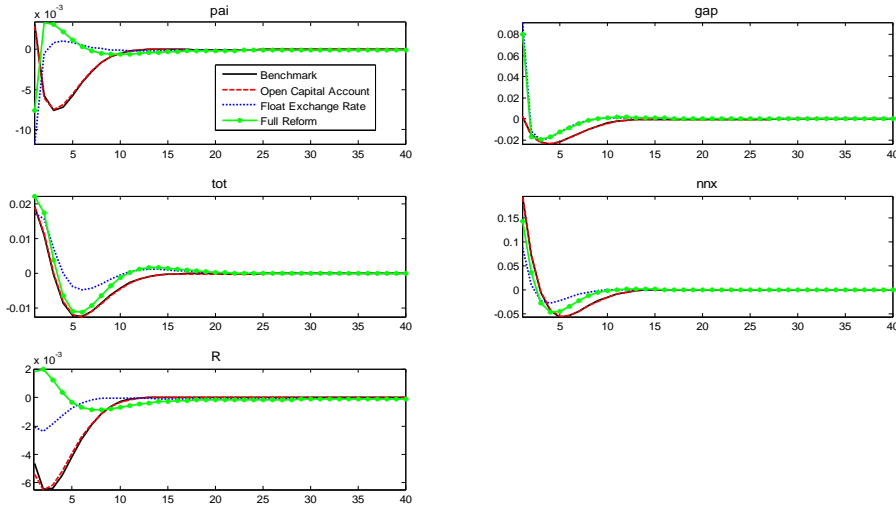 pai
x 10^-3
0
-5
-10
5 10 15 20 25 30 35 40
Benchmark
Open Capital Account
Float Exchange Rate
Full Reform
gap
0.08
0.06
0.04
0.02
0
-0.02
5 10 15 20 25 30 35 40
tot
0.02
0.01
0
-0.01
5 10 15 20 25 30 35 40
nnx
0.15
0.1
0.05
0
-0.05
5 10 15 20 25 30 35 40
R
x 10^-3
2
0
-2
-4
-6
5 10 15 20 25 30 35 40